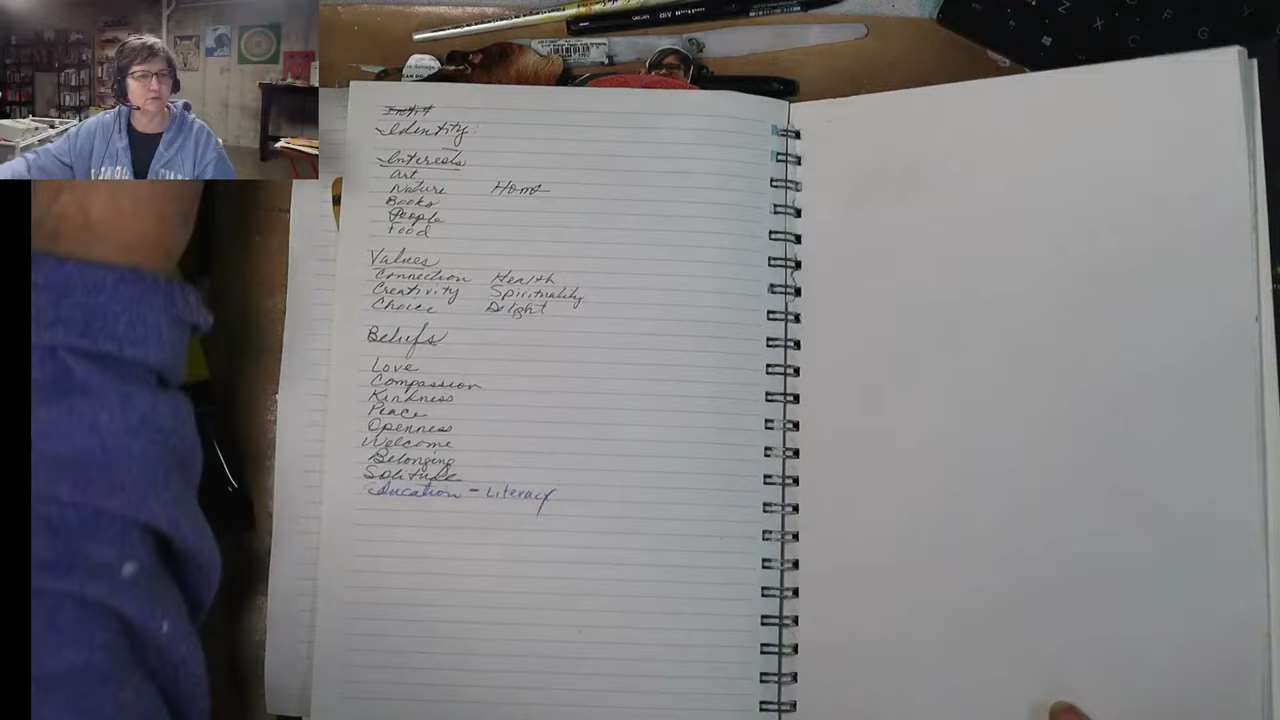 Identity:
Interests
Art
Nature Home
Books
People
Food
Values
Connection Health
Creativity Spirituality
Choice Delight
Beliefs
Love
Compassion
Kindness
Peace
Openness
Welcome
Belonging
Solitude
Education - Literacy